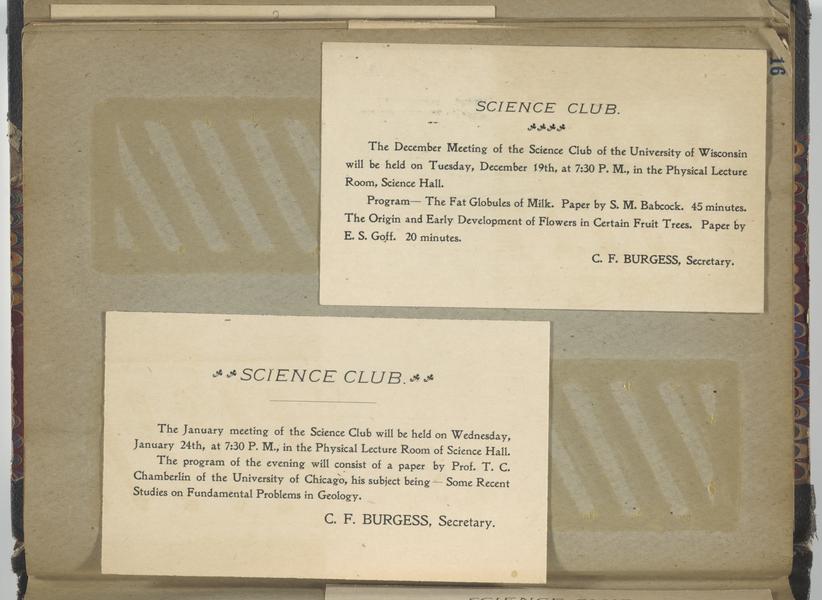 16
SCIENCE CLUB.
The December Meeting of the Science Club of the University of Wisconsin
will be held on Tuesday, December 19th, at 7:30 P. M., in the Physical Lecture
Room, Science Hall.
Program— The Fat Globules of Milk. Paper by S. M. Babcock. 45 minutes.
The Origin and Early Development of Flowers in Certain Fruit Trees. Paper by
E. S. Goff. 20 minutes.
C. F. BURGESS, Secretary.
SCIENCE CLUB.
The January meeting of the Science Club will be held on Wednesday,
January 24th, at 7:30 P. M., in the Physical Lecture Room of Science Hall.
The program of the evening will consist of a paper by Prof. T. C.
Chamberlin of the University of Chicago, his subject being — Some Recent
Studies on Fundamental Problems in Geology.
C. F. BURGESS, Secretary.